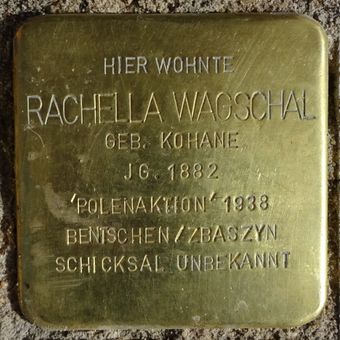 HIER WOHNTE
RACHELLA WAGSCHAL
GEB. KOHANE
JG. 1882
'POLENAKTION' 1938
BENTSCHEN/ZBASZYN
SCHICKSAL UNBEKANNT